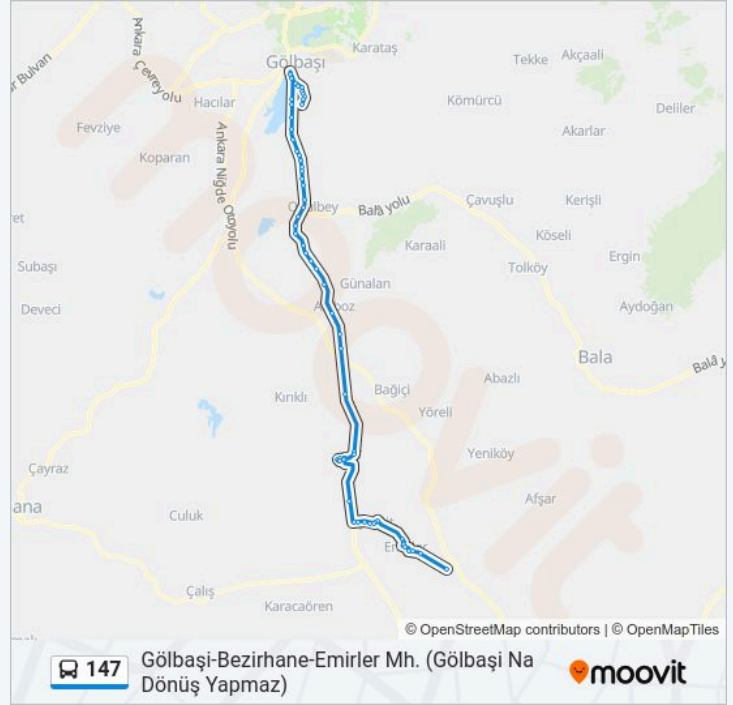 Karataş
Gölbaşı
Tekke
Akçaali
Ankara Çevreyolu
Hacılar
Kömürcü
Deliler
Fevziye
Akarlar
Koparan
Ankara Niğde Otoyolu
Bala yolu
Çavuşlu
Kerişli
Karaali
Köseli
Subaşı
Tolköy
Ergin
Günalan
Deveci
Aydoğan
Bala
Kırıklı
Bağiçi
Abazlı
Yöreli
Yeniköy
Çayraz
Afşar
Culuk
Çalış
Karacaören
moovit
© OpenStreetMap contributors | © OpenMapTiles
147
Gölbaşi-Bezirhane-Emirler Mh. (Gölbaşi Na
Dönüş Yapmaz)
moovit